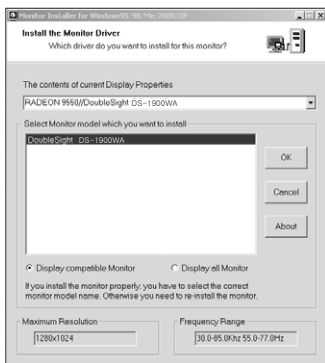 Monitor Installer for Windows95/98/Me/2000/XP
Install the Monitor Driver
Which driver do you want to install for this monitor?
The contents of current Display Properties
RADEON 9550//DoubleSight DS-1900WA
Select Monitor model which you want to install
DoubleSight DS-1900WA
OK
Cancel
About
Display compatible Monitor
Display all Monitor
If you install the monitor properly, you have to select the correct
monitor model name. Otherwise you need to re-install the monitor.
Maximum Resolution
1280x1024
Frequency Range
30.0-85.0Khz 55.0-77.0Hz